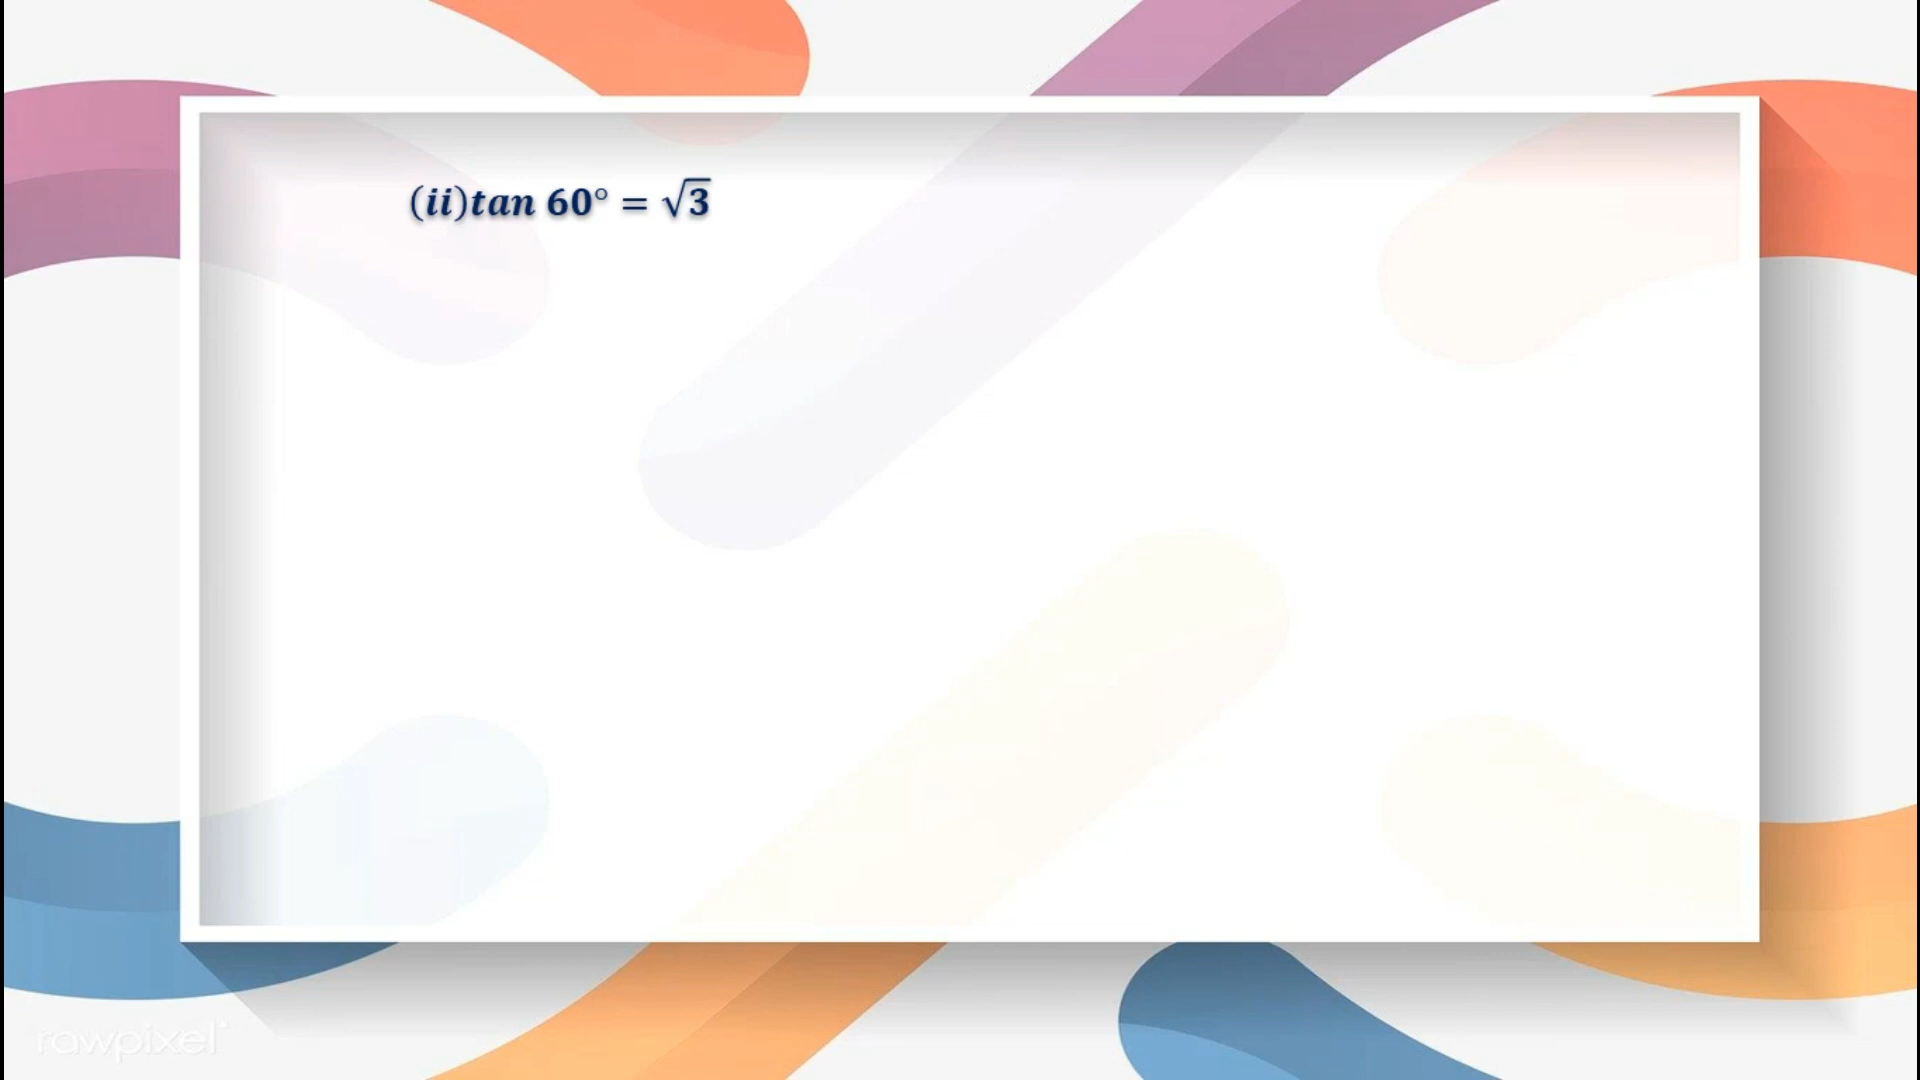 (ii)tan 60° = √3
rawpixel